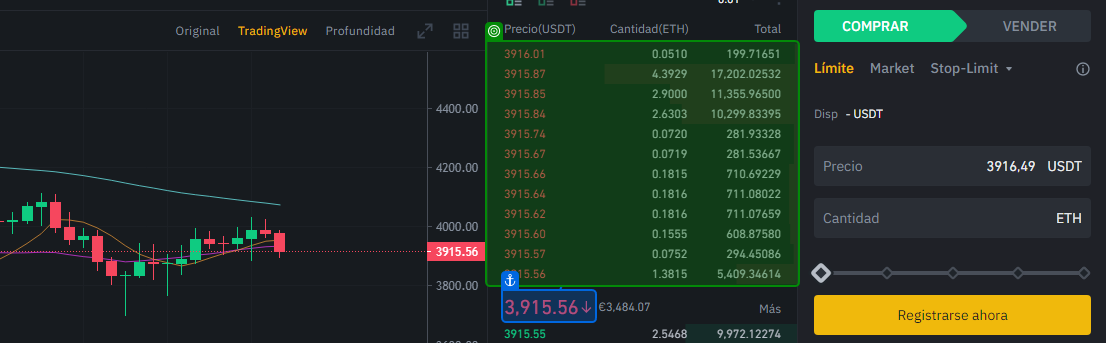 Original TradingView Profundidad
4400.00
4200.00
4000.00
3915.56
3800.00
Precio(USDT) Cantidad(ETH) Total
3916.01 0.0510 199.71651
3915.87 4.3929 17,202.02532
3915.85 2.9000 11,355.96500
3915.84 2.6303 10,299.83395
3915.74 0.0720 281.93328
3915.67 0.0719 281.53667
3915.66 0.1815 710.69229
3915.64 0.1816 711.08022
3915.62 0.1816 711.07659
3915.60 0.1555 608.87580
3915.57 0.0752 294.45086
3915.56 1.3815 5,409.34614
3,915.56↓ €3,484.07 Más
3915.55 2.5468 9,972.12274
COMPRAR VENDER
Límite Market Stop-Limit
Disp - USDT
Precio 3916,49 USDT
Cantidad ETH
Registrarse ahora